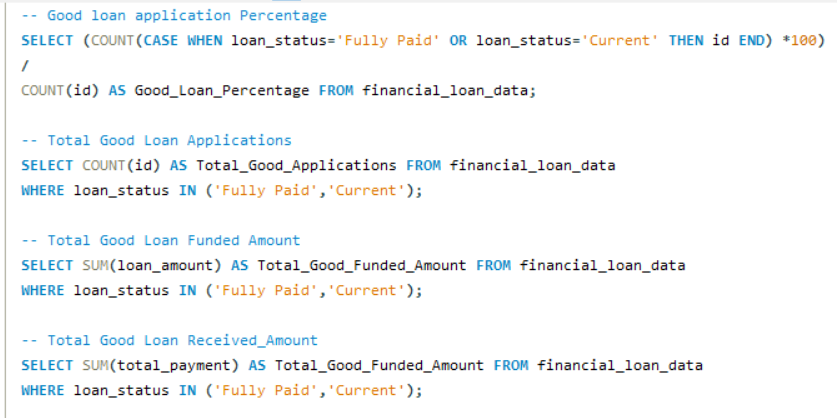 -- Good loan application Percentage
SELECT (COUNT(CASE WHEN loan_status='Fully Paid' OR loan_status='Current' THEN id END) *100)
/
COUNT(id) AS Good_Loan_Percentage FROM financial_loan_data;
-- Total Good Loan Applications
SELECT COUNT(id) AS Total_Good_Applications FROM financial_loan_data
WHERE loan_status IN ('Fully Paid','Current');
-- Total Good Loan Funded Amount
SELECT SUM(loan_amount) AS Total_Good_Funded_Amount FROM financial_loan_data
WHERE loan_status IN ('Fully Paid','Current');
-- Total Good Loan Received_Amount
SELECT SUM(total_payment) AS Total_Good_Funded_Amount FROM financial_loan_data
WHERE loan_status IN ('Fully Paid','Current');